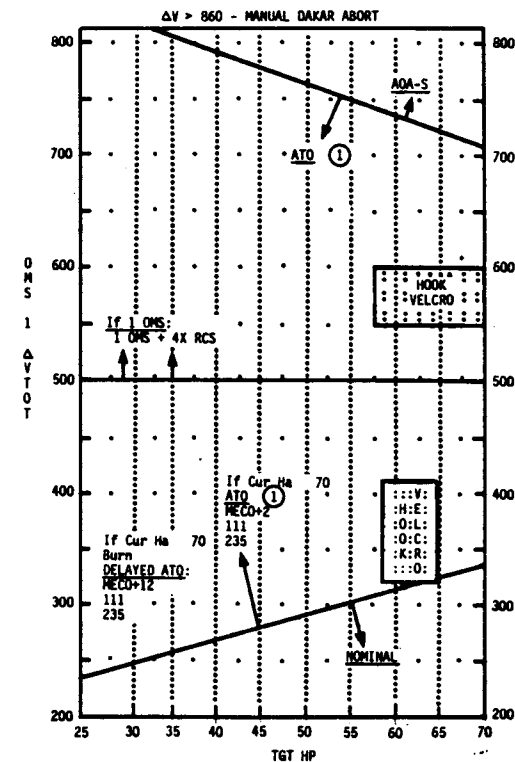 ΔV > 860 - MANUAL DAKAR ABORT
800
800
AOA-S
ATO ①
700
700
600
600
HOOK
VELCRO
OMS 1 ΔVTOT
If 1 OMS:
1 OMS + 4X RCS
500
500
If Cur Ha 70
ATO ①
MECO+2
111
235
400
400
:::V:
:H:E:
:O:L:
:O:C:
:K:R:
:::O:
If Cur Ha 70
Burn
DELAYED ATO:
MECO+12
111
235
300
300
NOMINAL
200
200
25 30 35 40 45 50 55 60 65 70
TGT HP